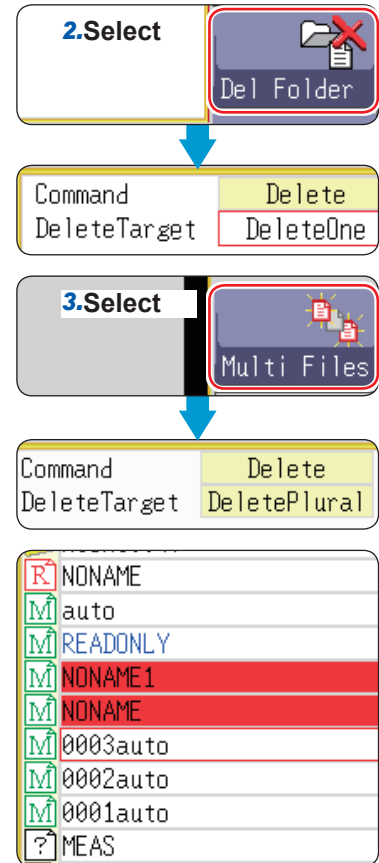 2.Select
Del Folder
Command Delete
DeleteTarget DeleteOne
3.Select
Multi Files
Command Delete
DeleteTarget DeletePlural
R NONAME
M auto
M READONLY
M NONAME1
M NONAME
M 0003auto
M 0002auto
M 0001auto
? MEAS